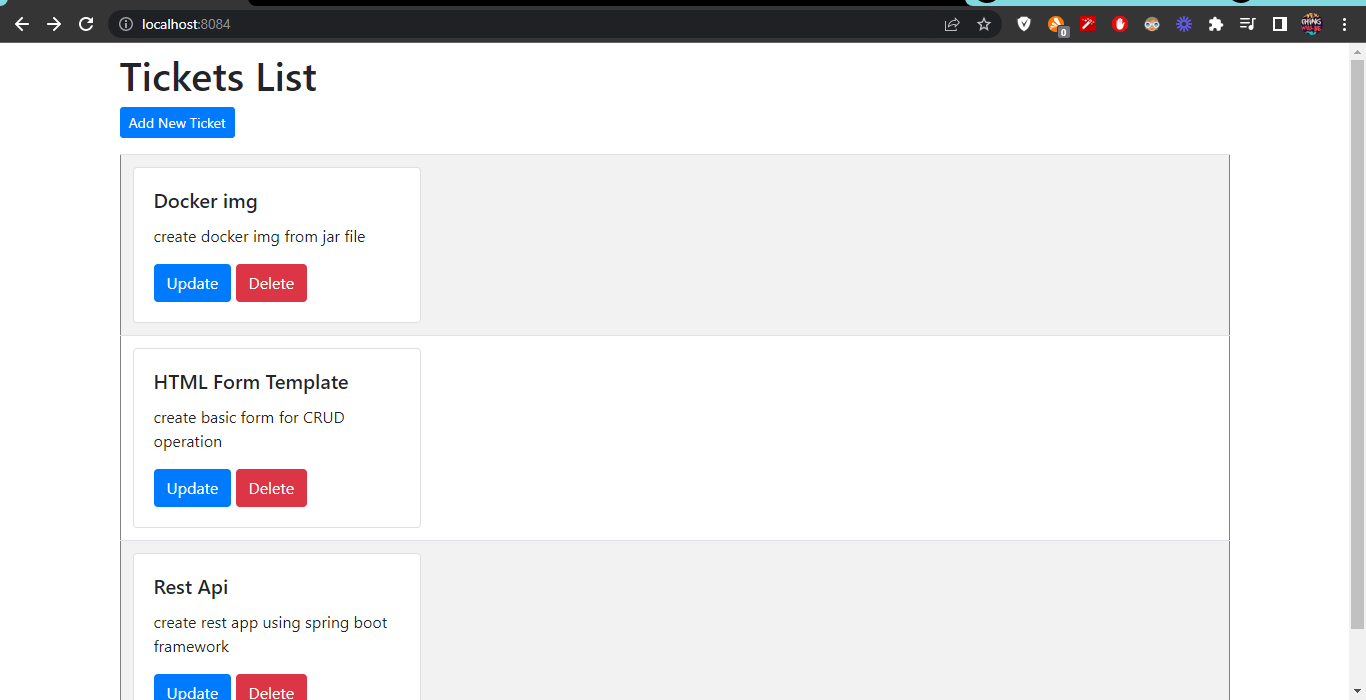 localhost:8084
0
Tickets List
Add New Ticket
Docker img
create docker img from jar file
Update Delete
HTML Form Template
create basic form for CRUD
operation
Update Delete
Rest Api
create rest app using spring boot
framework
Update Delete